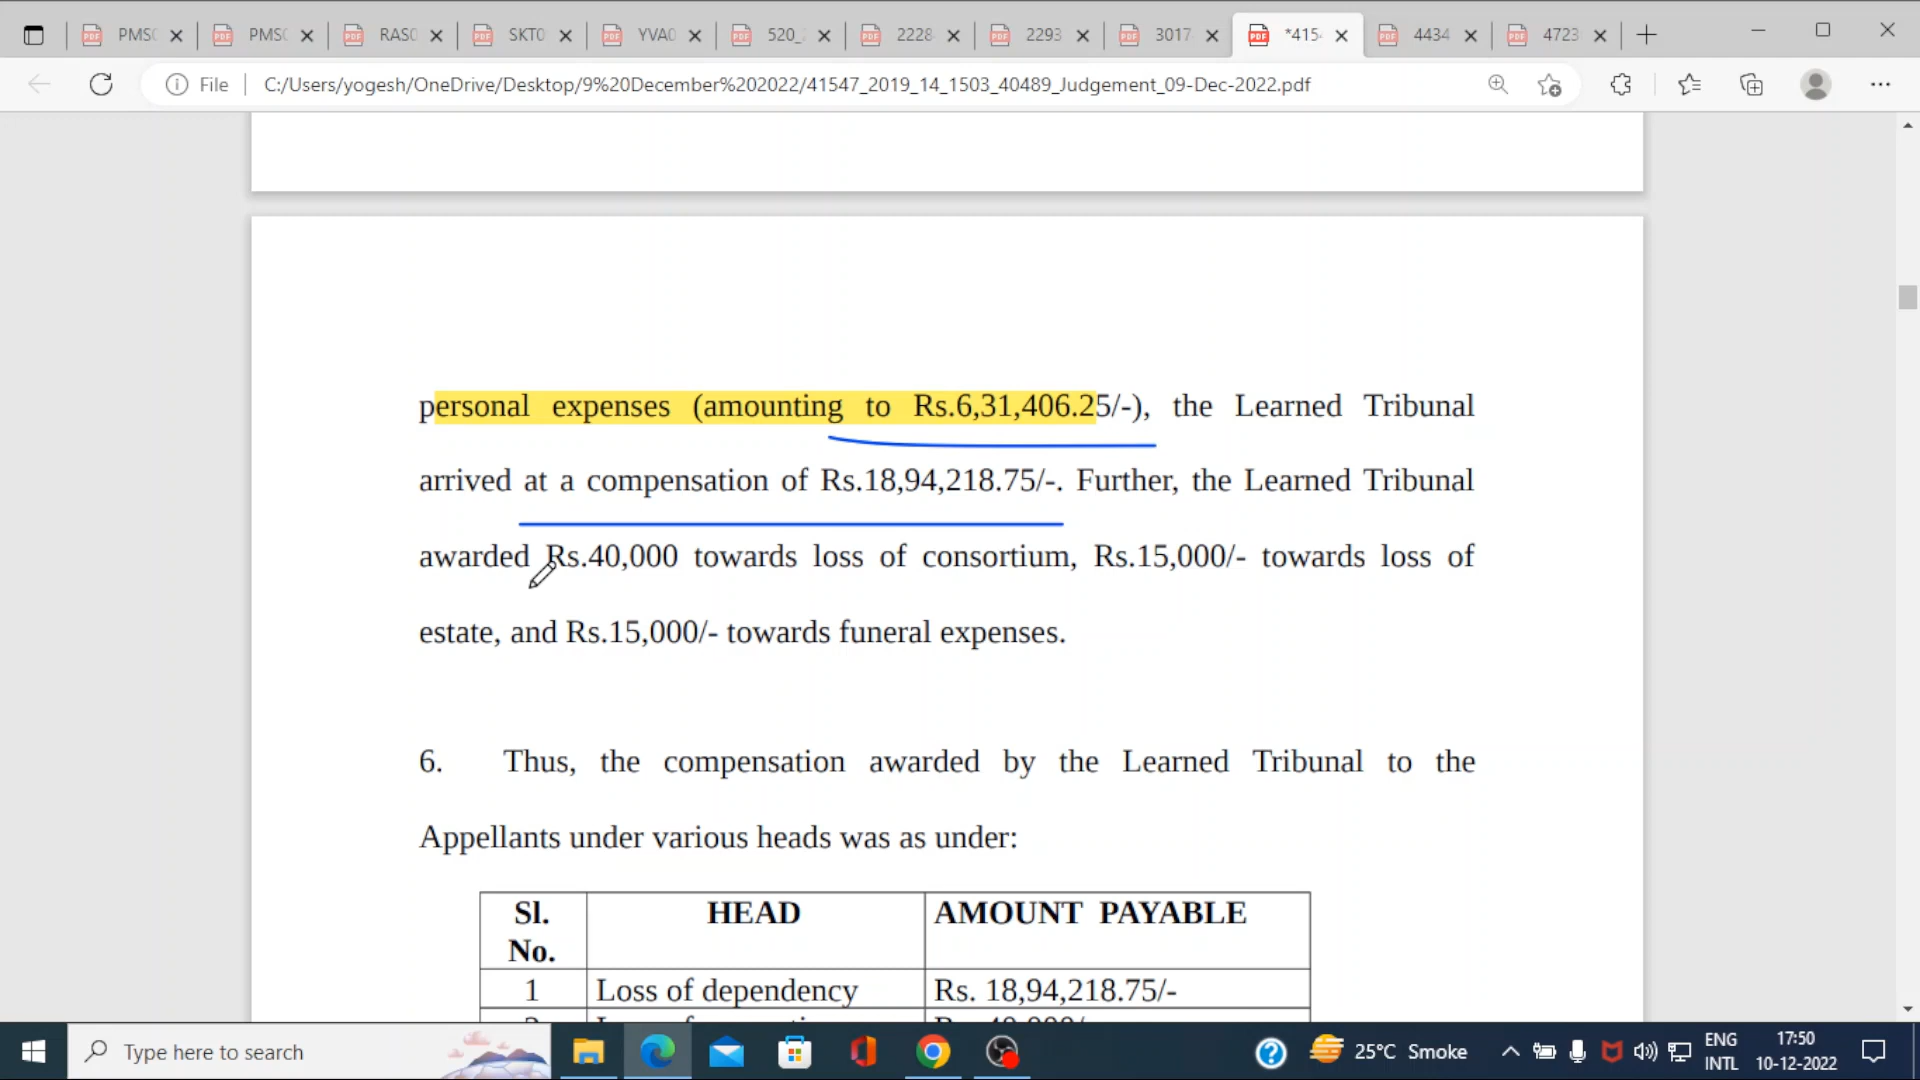 PMSC
PMSC
RASC
SKT0
YVA0
520_
2228
2293
3017
*415
4434
4723
File
C:/Users/yogesh/OneDrive/Desktop/9%20December%202022/41547_2019_14_1503_40489_Judgement_09-Dec-2022.pdf
personal expenses (amounting to Rs.6,31,406.25/-), the Learned Tribunal
arrived at a compensation of Rs.18,94,218.75/-. Further, the Learned Tribunal
awarded Rs.40,000 towards loss of consortium, Rs.15,000/- towards loss of
estate, and Rs.15,000/- towards funeral expenses.
6. Thus, the compensation awarded by the Learned Tribunal to the
Appellants under various heads was as under:
Sl. No. HEAD AMOUNT PAYABLE
1 Loss of dependency Rs. 18,94,218.75/-
Type here to search
25°C Smoke
ENG
INTL
17:50
10-12-2022